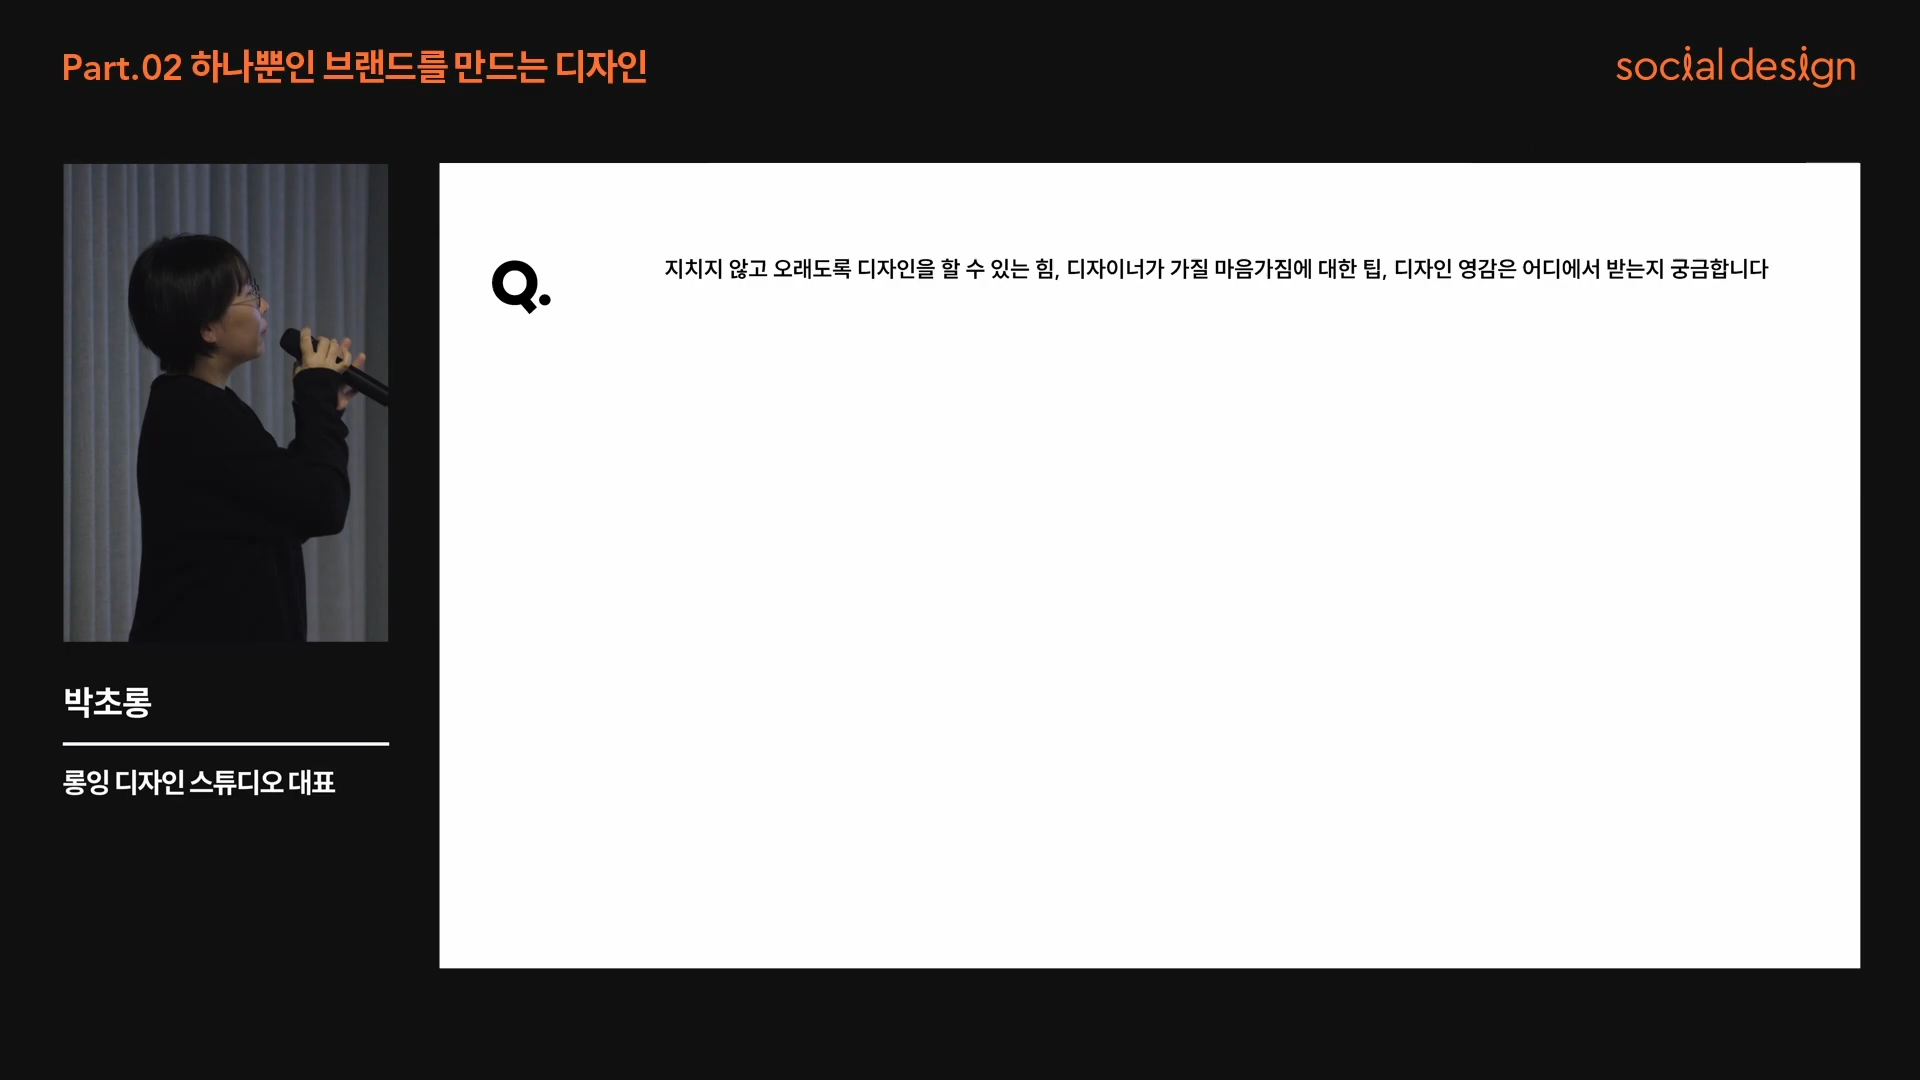 Part.02 하나뿐인 브랜드를 만드는 디자인
social design
Q.
지치지 않고 오래도록 디자인을 할 수 있는 힘, 디자이너가 가질 마음가짐에 대한 팁, 디자인 영감은 어디에서 받는지 궁금합니다
박초롱
롱잉 디자인 스튜디오 대표